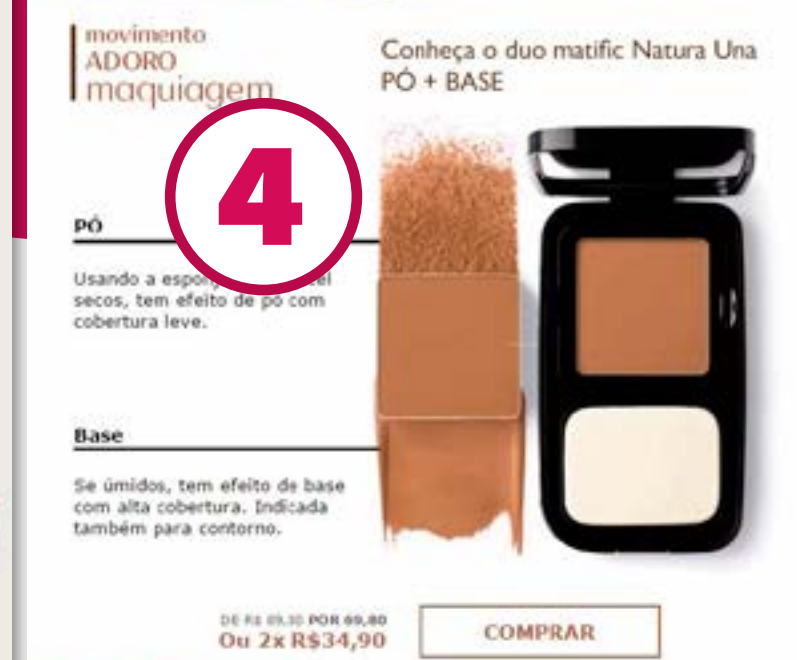 movimento
ADORO
maquiagem
Conheça o duo matific Natura Una
PÓ + BASE
4
PÓ
Usando a
secos, tem efeito de pó com
cobertura leve.
Base
Se úmidos, tem efeito de base
com alta cobertura. Indicada
também para contorno.
POR 69,80
Ou 2x R$34,90
COMPRAR